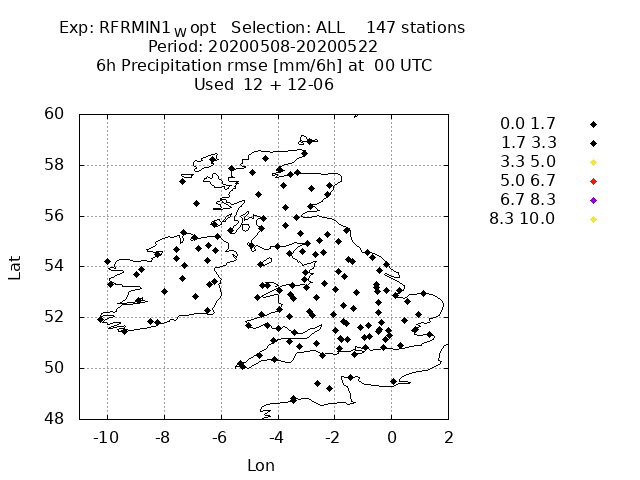 Exp: RFRMIN1Wopt Selection: ALL 147 stations
Period: 20200508-20200522
6h Precipitation rmse [mm/6h] at 00 UTC
Used 12 + 12-06
60
58
56
54
52
50
48
Lat
-10 -8 -6 -4 -2 0 2
Lon
0.0 1.7
1.7 3.3
3.3 5.0
5.0 6.7
6.7 8.3
8.3 10.0